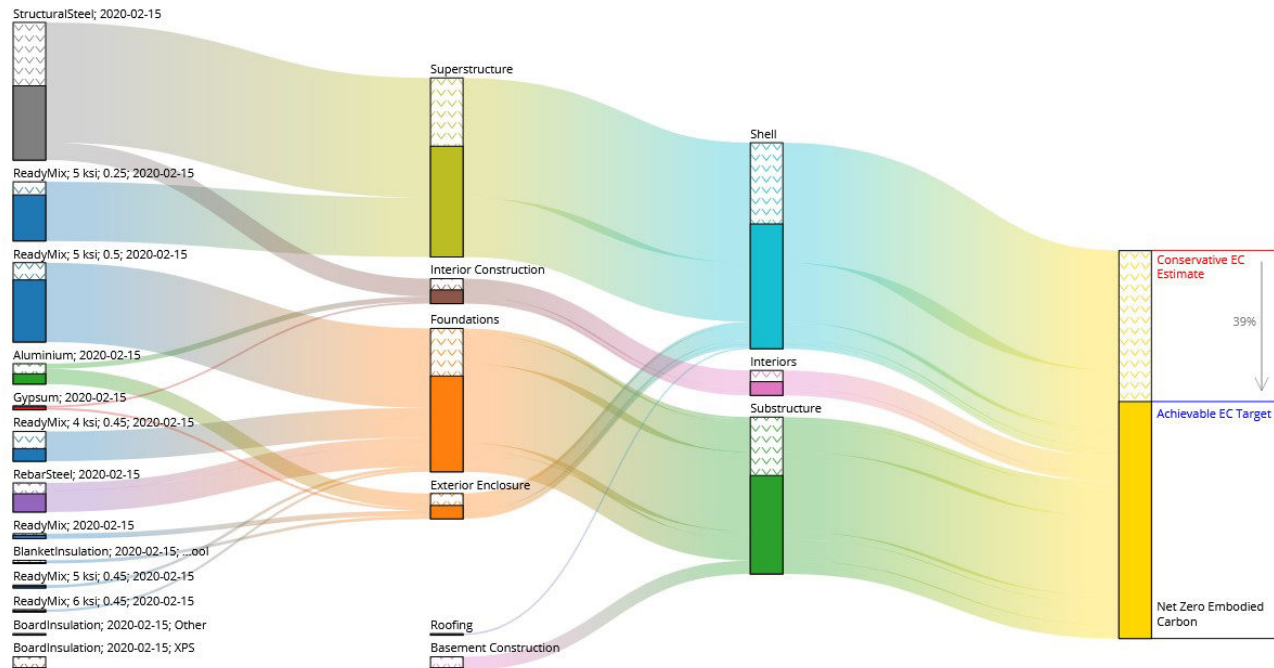 StructuralSteel; 2020-02-15
Superstructure
Shell
ReadyMix; 5 ksi; 0.25; 2020-02-15
ReadyMix; 5 ksi; 0.5; 2020-02-15
Interior Construction
Conservative EC
Estimate
39%
Foundations
Aluminium; 2020-02-15
Interiors
Gypsum; 2020-02-15
Substructure
Achievable EC Target
ReadyMix; 4 ksi; 0.45; 2020-02-15
RebarSteel; 2020-02-15
Exterior Enclosure
ReadyMix; 2020-02-15
BlanketInsulation; 2020-02-15; ...ool
ReadyMix; 5 ksi; 0.45; 2020-02-15
ReadyMix; 6 ksi; 0.45; 2020-02-15
Net Zero Embodied
Carbon
BoardInsulation; 2020-02-15; Other
Roofing
BoardInsulation; 2020-02-15; XPS
Basement Construction